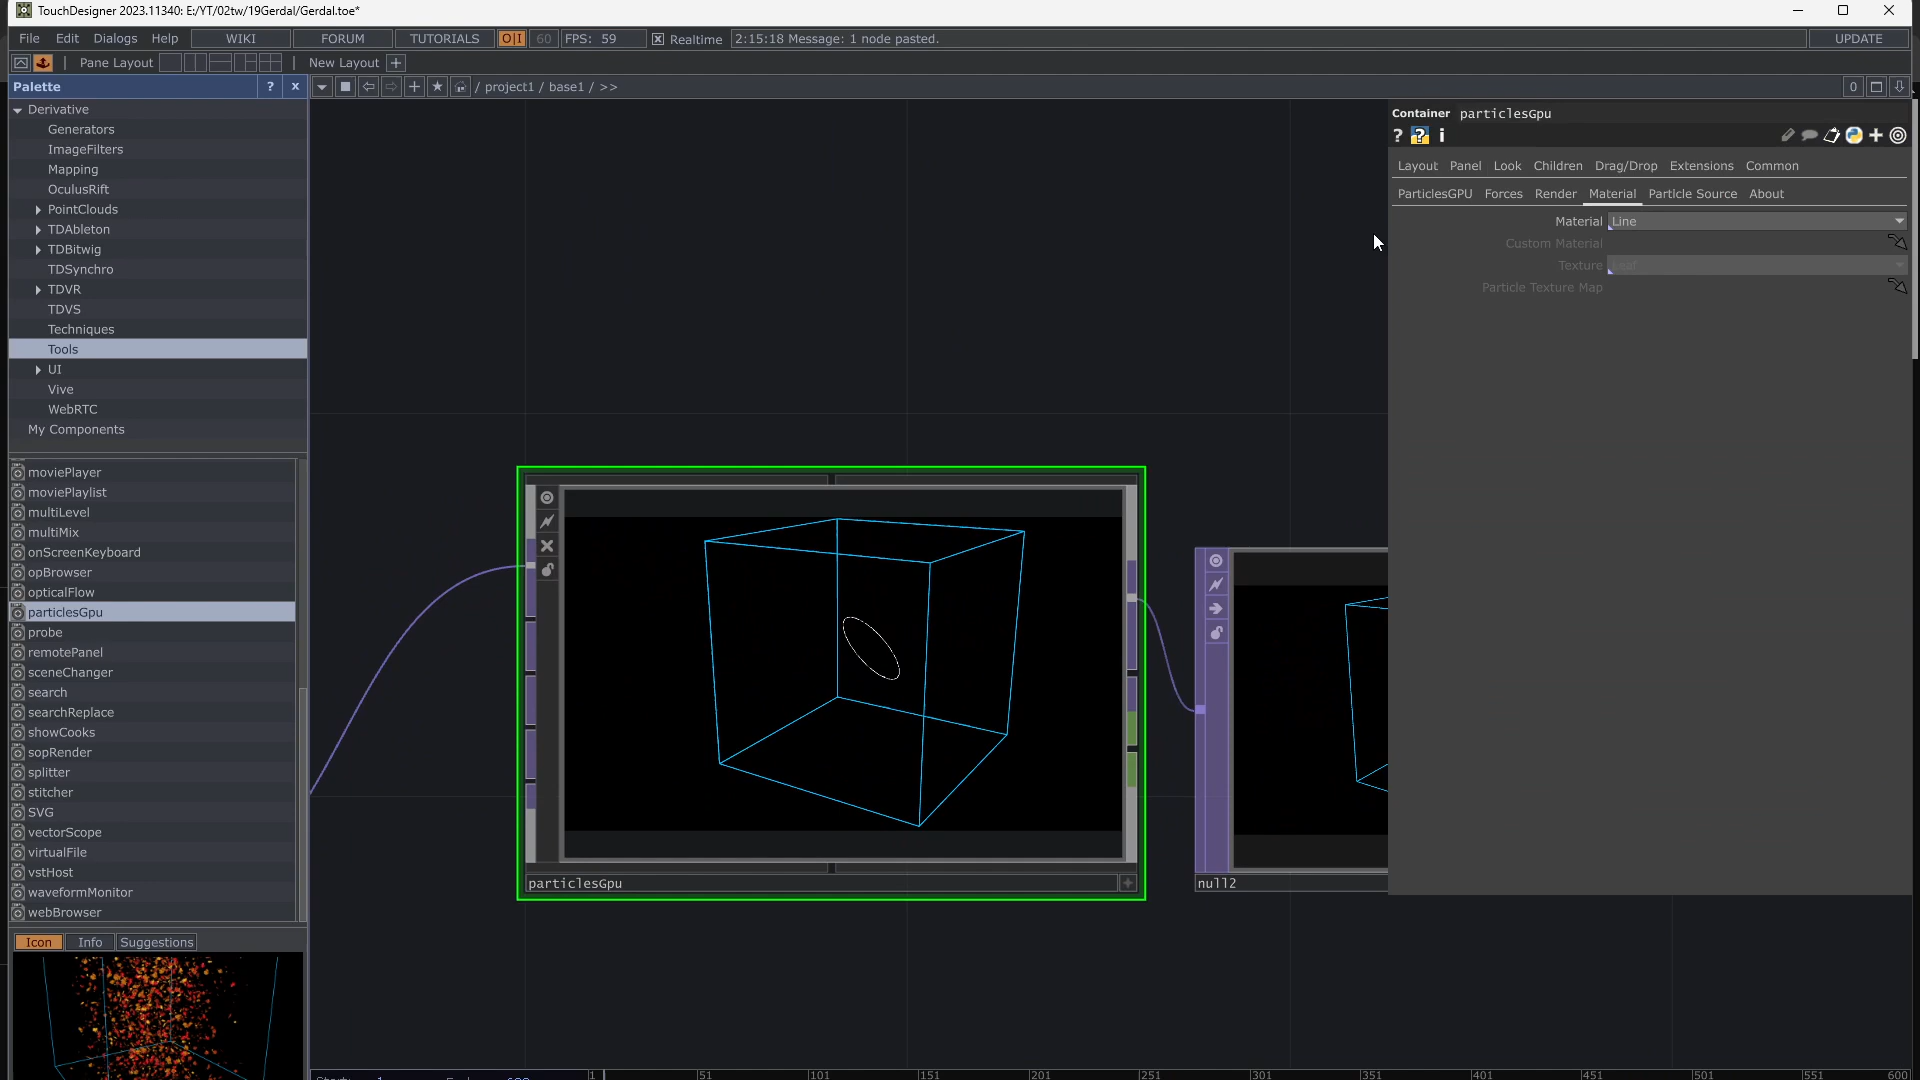 TouchDesigner 2023.11340: E:/YT/02tw/19Gerdal/Gerdal.toe*
File Edit Dialogs Help WIKI FORUM TUTORIALS O|I 60 FPS: 59 Realtime 2:15:18 Message: 1 node pasted. UPDATE
Pane Layout New Layout
Palette ? x / project1 / base1 / >> 0
Derivative
Generators
ImageFilters
Mapping
OculusRift
PointClouds
TDAbleton
TDBitwig
TDSynchro
TDVR
TDVS
Techniques
Tools
UI
Vive
WebRTC
My Components
moviePlayer
moviePlaylist
multiLevel
multiMix
onScreenKeyboard
opBrowser
opticalFlow
particlesGpu
probe
remotePanel
sceneChanger
search
searchReplace
showCooks
sopRender
splitter
stitcher
SVG
vectorScope
virtualFile
vstHost
waveformMonitor
webBrowser
Icon Info Suggestions
particlesGpu
null2
Container particlesGpu
? ? i
Layout Panel Look Children Drag/Drop Extensions Common
ParticlesGPU Forces Render Material Particle Source About
Material Line
Custom Material
Texture Leaf
Particle Texture Map
1 51 101 151 201 251 301 351 401 451 501 551 600